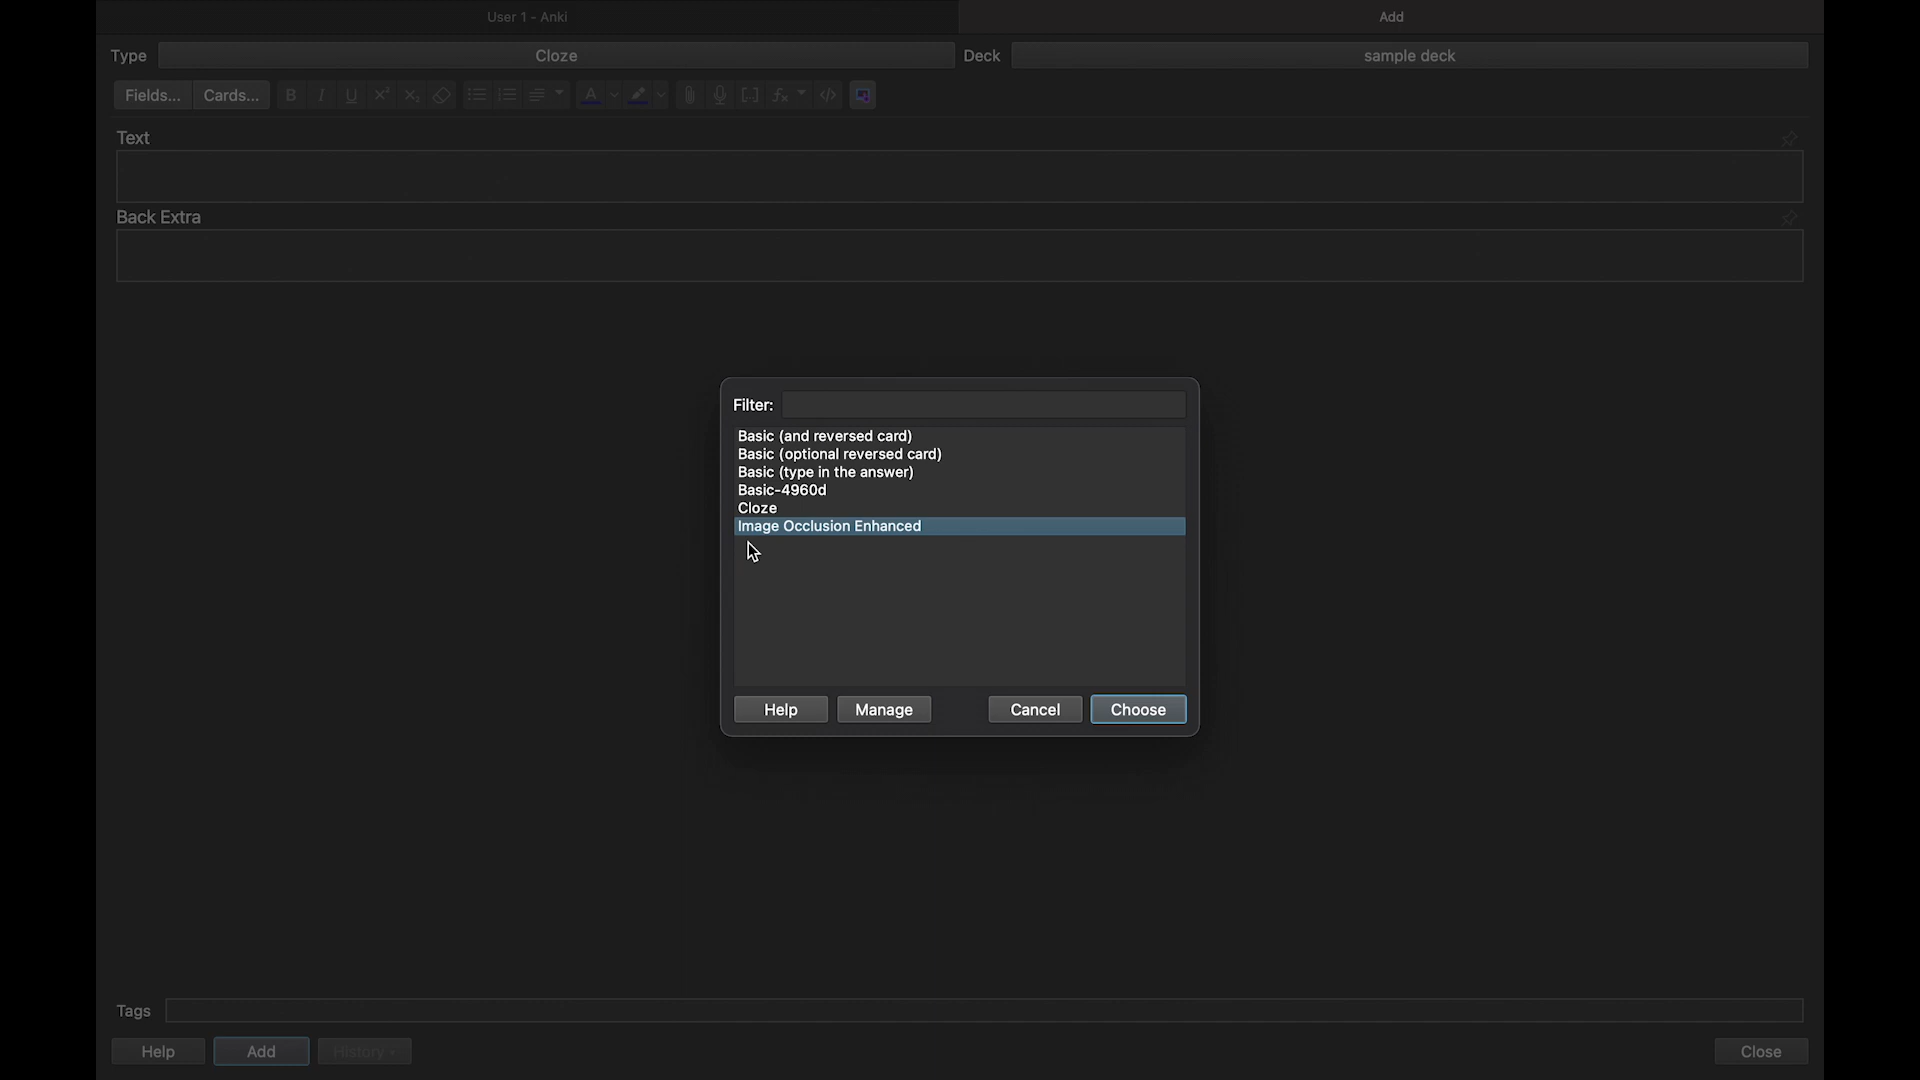 User 1 - Anki
Add
Type
Cloze
Deck
sample deck
Fields...
Cards...
Text
Back Extra
Filter:
Basic (and reversed card)
Basic (optional reversed card)
Basic (type in the answer)
Basic-4960d
Cloze
Image Occlusion Enhanced
Help
Manage
Cancel
Choose
Tags
Help
Add
History
Close